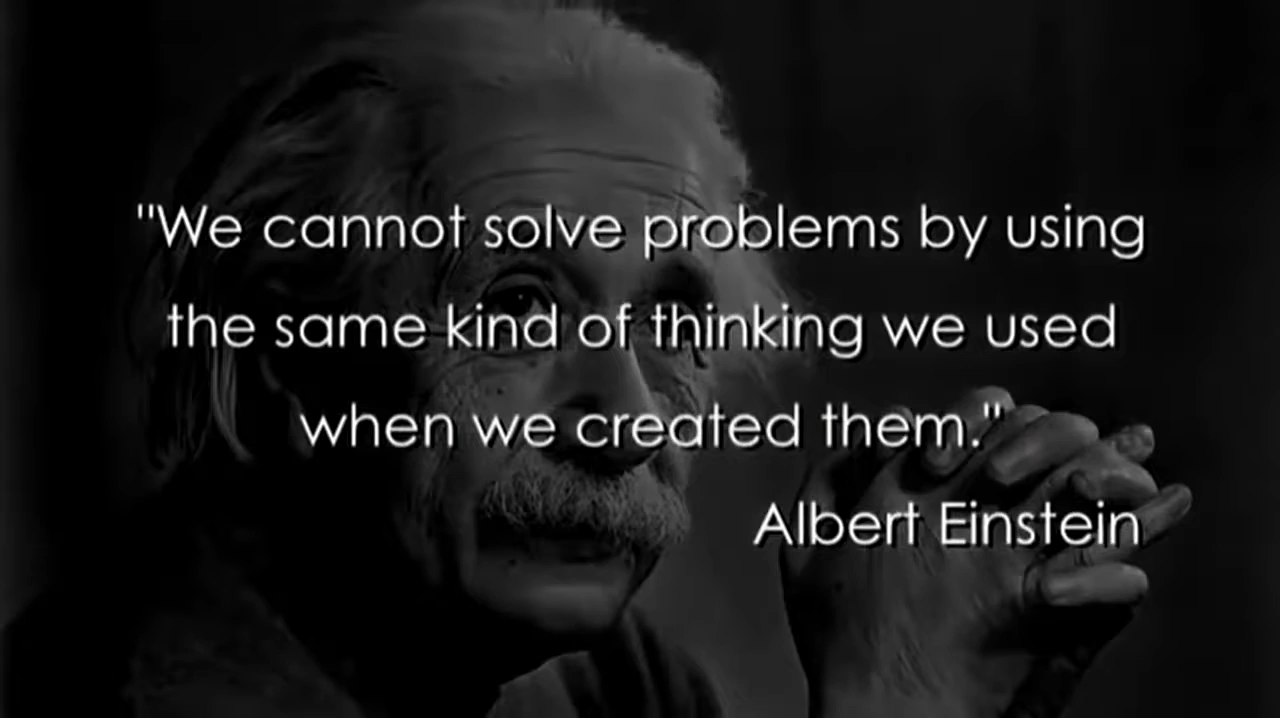 "We cannot solve problems by using
the same kind of thinking we used
when we created them."
Albert Einstein